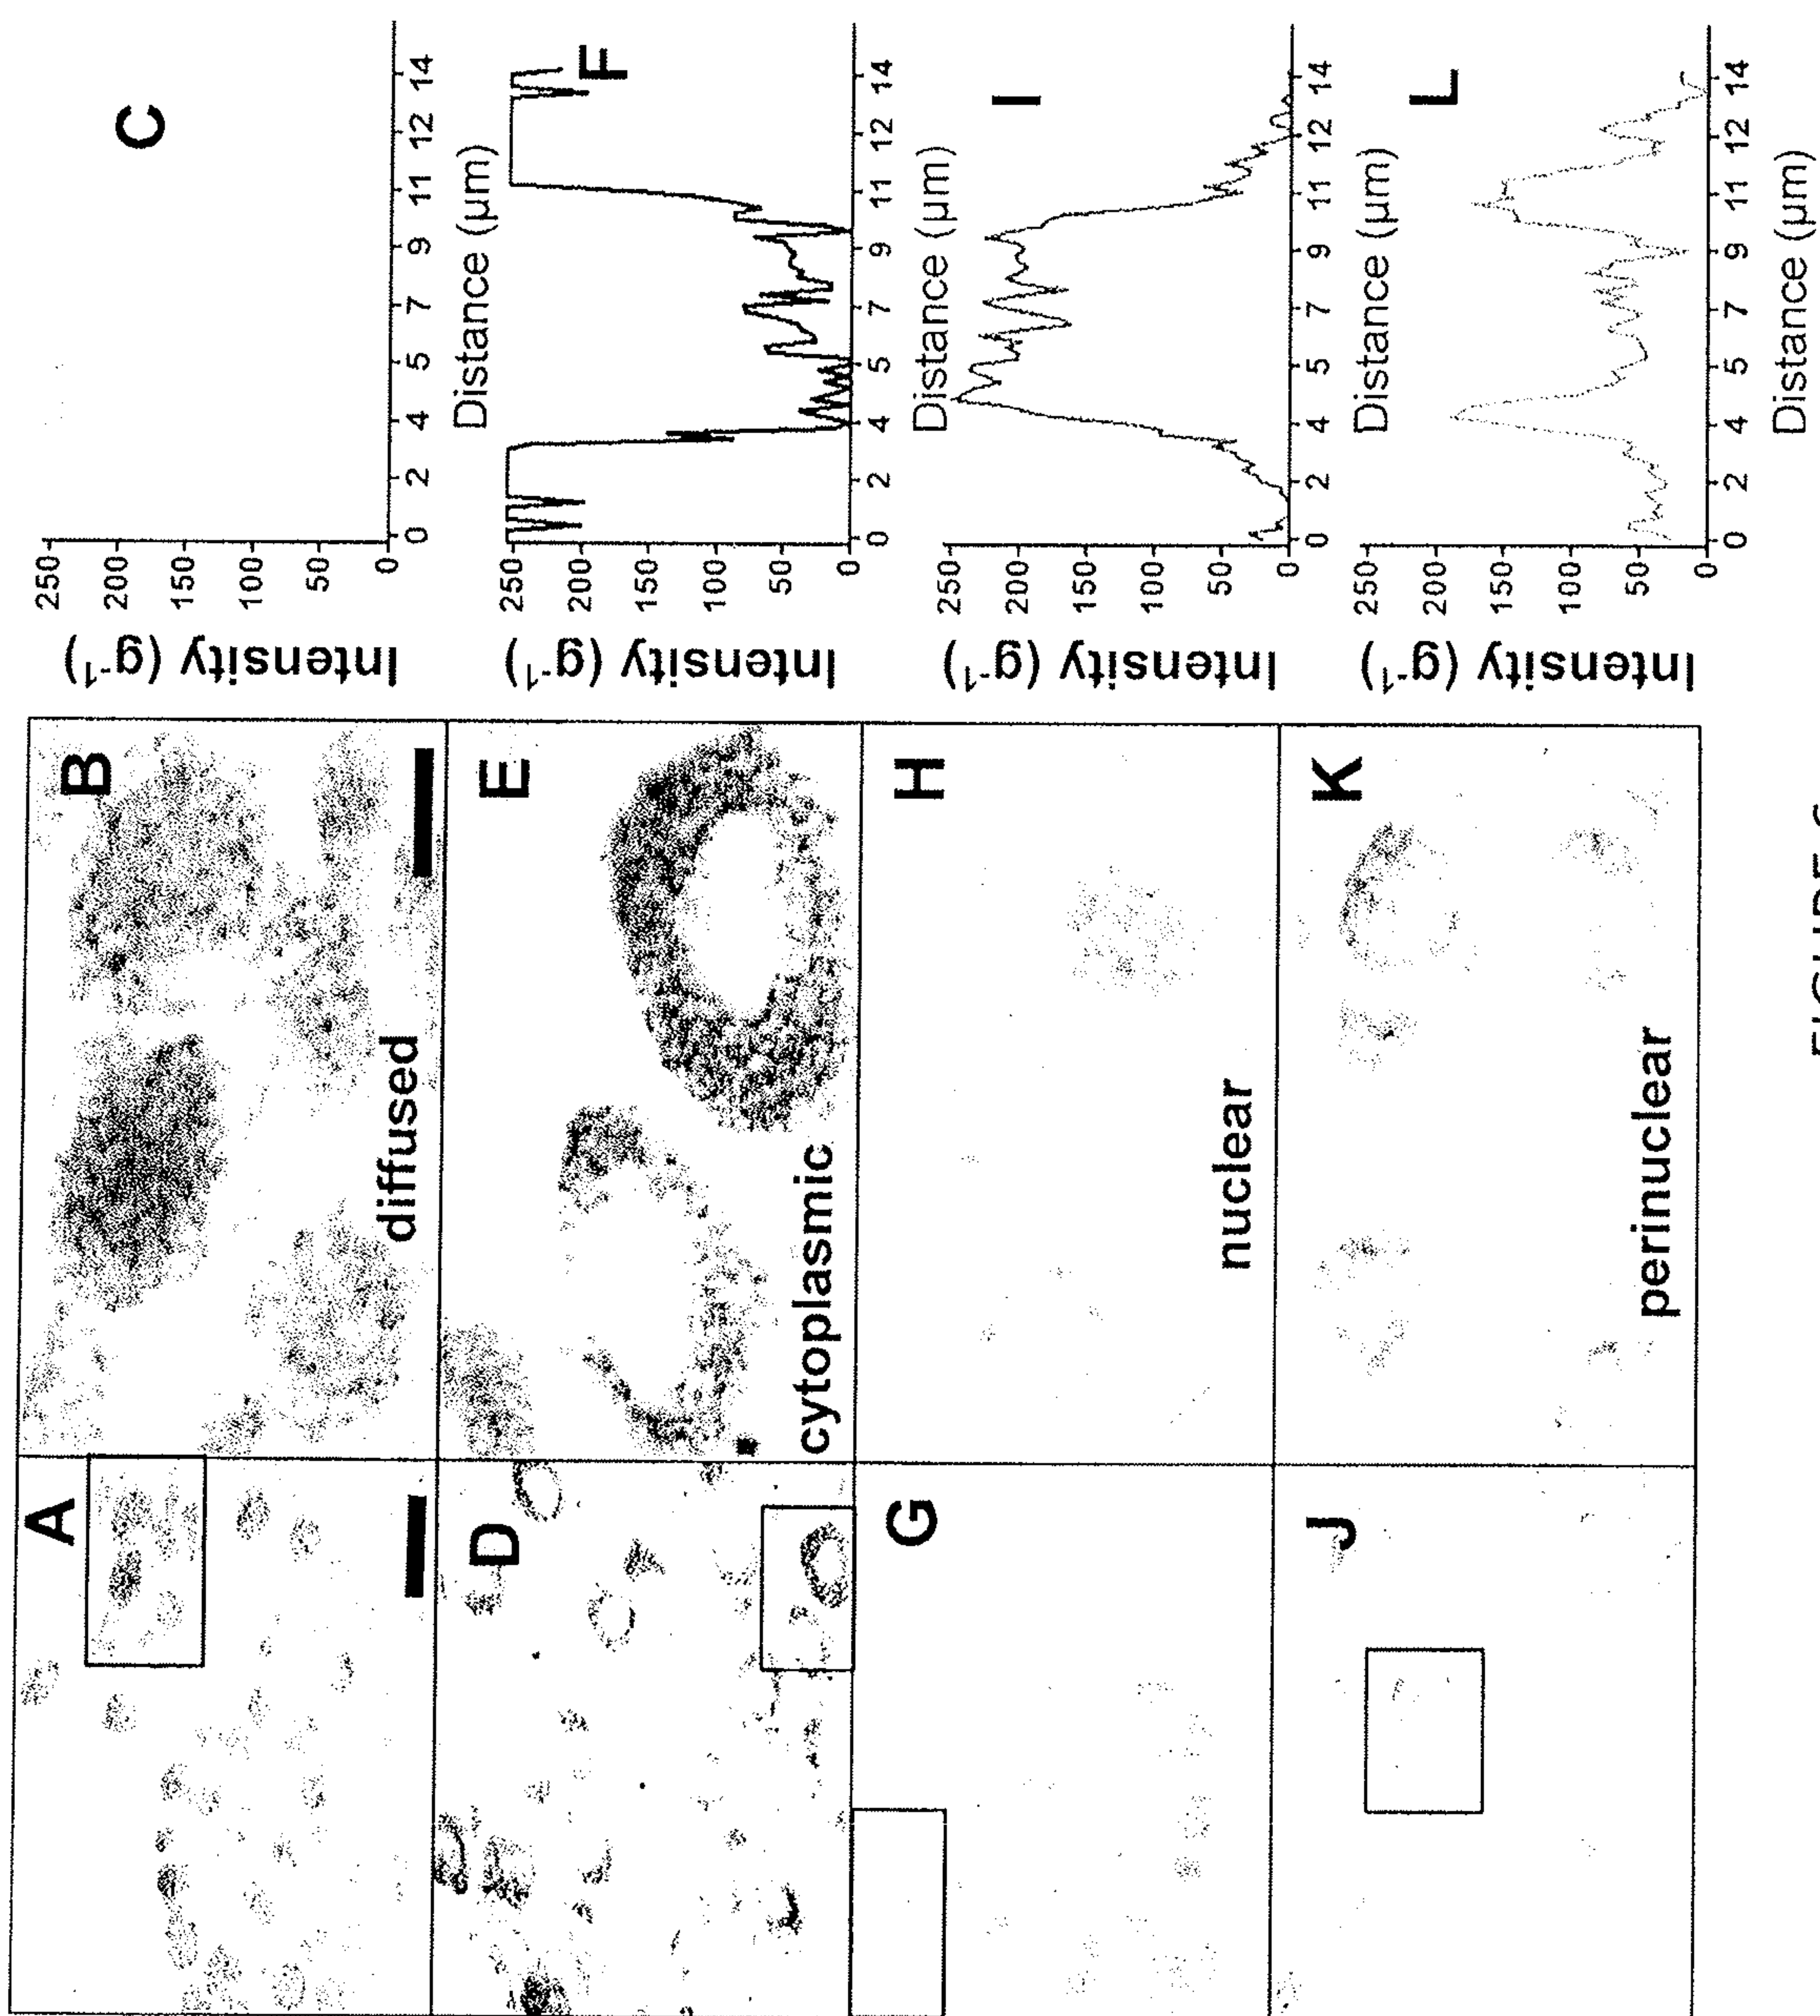 A
B
diffused
C
Intensity (g⁻¹)
250
200
150
100
50
0
0 2 4 5 7 9 11 12 14
Distance (µm)
D
E
cytoplasmic
F
Intensity (g⁻¹)
250
200
150
100
50
0
0 2 4 5 7 9 11 12 14
Distance (µm)
G
H
nuclear
I
Intensity (g⁻¹)
250
200
150
100
50
0
0 2 4 5 7 9 11 12 14
Distance (µm)
J
K
perinuclear
L
Intensity (g⁻¹)
250
200
150
100
50
0
0 2 4 5 7 9 11 12 14
Distance (µm)